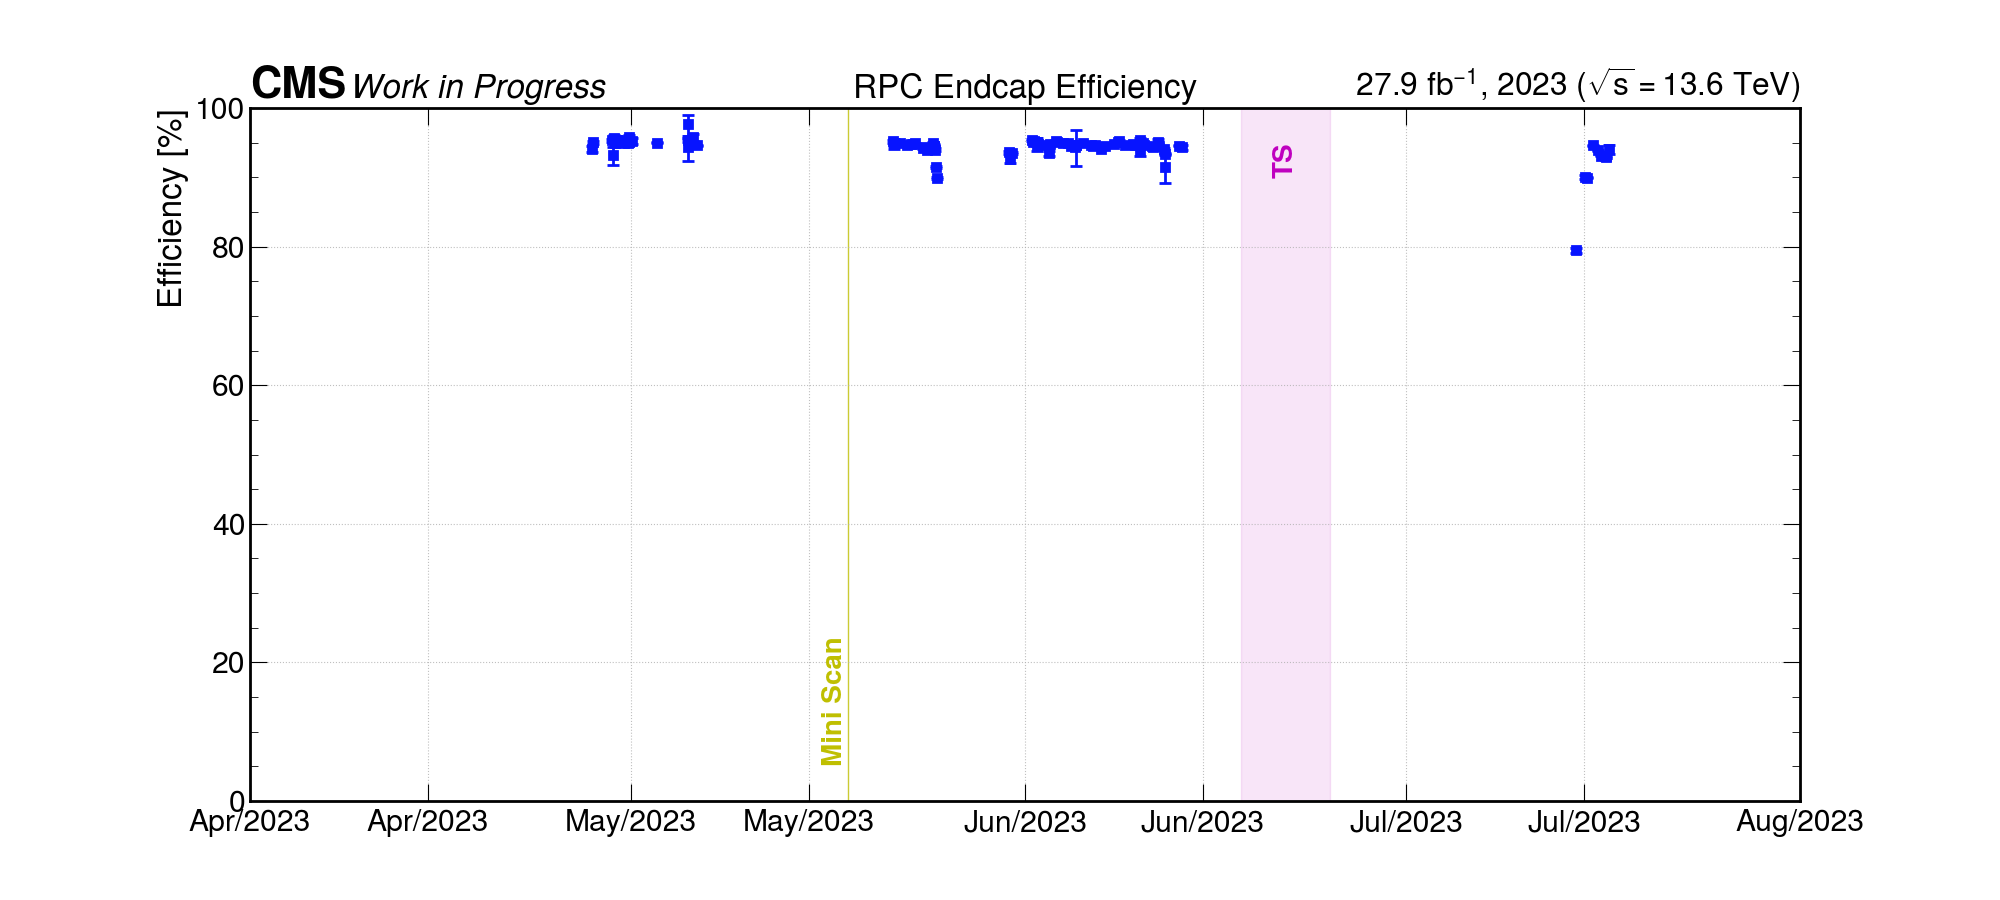 CMS Work in Progress RPC Endcap Efficiency 27.9 fb⁻¹, 2023 (√s = 13.6 TeV)
Efficiency [%]
100
80
60
40
20
0
TS
Mini Scan
Apr/2023 Apr/2023 May/2023 May/2023 Jun/2023 Jun/2023 Jul/2023 Jul/2023 Aug/2023